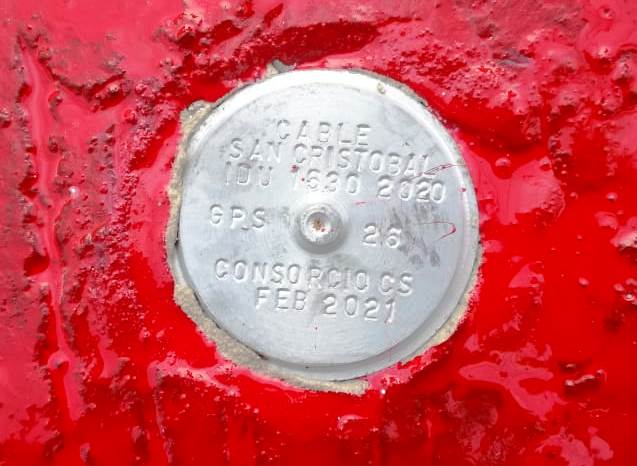 CABLE
SAN CRISTOBAL
IDU 1630 2020
GPS 26
CONSORCIO CS
FEB 2021